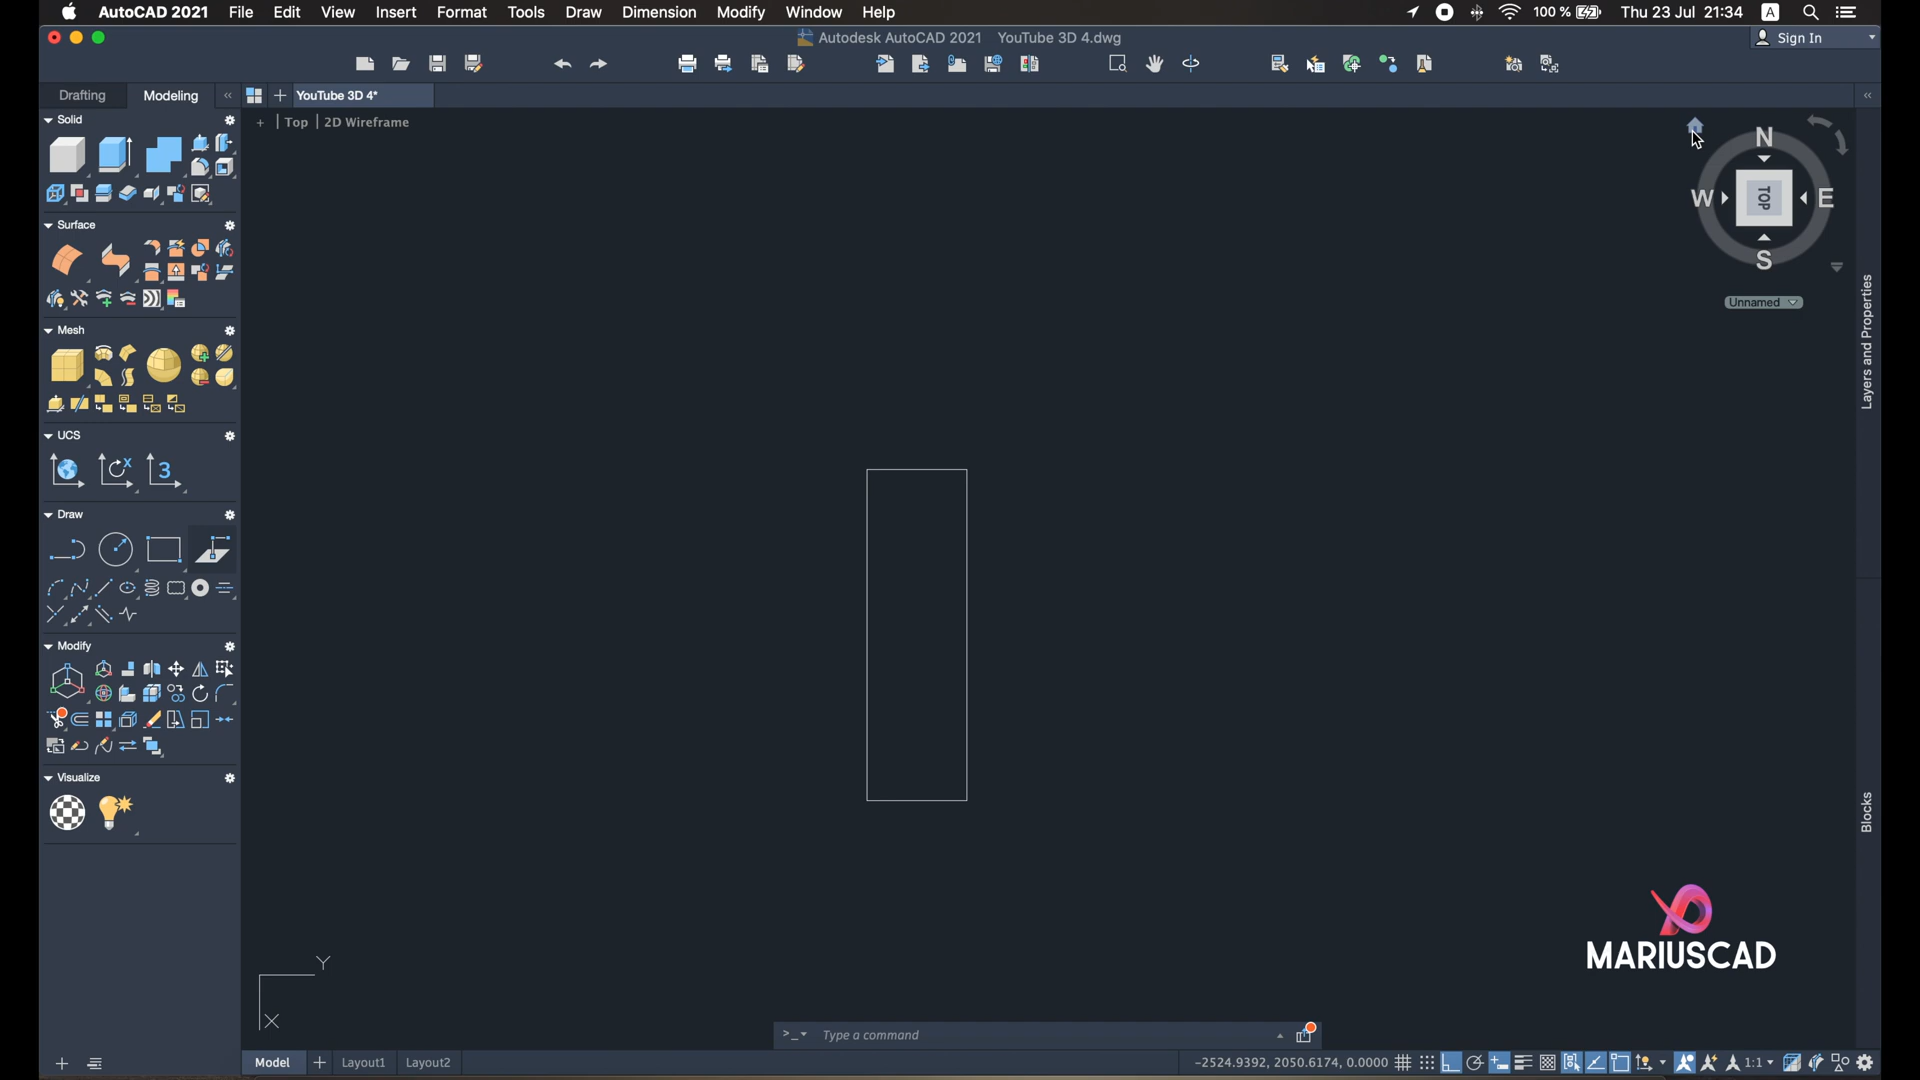 AutoCAD 2021 File Edit View Insert Format Tools Draw Dimension Modify Window Help 100 % Thu 23 Jul 21:34 A
Autodesk AutoCAD 2021 YouTube 3D 4.dwg Sign In
Drafting Modeling YouTube 3D 4*
+ Top 2D Wireframe
Solid
Surface
Mesh
UCS
X
3
Draw
Modify
Visualize
N
W TOP E
S
Unnamed
Layers and Properties
Blocks
MARIUSCAD
Y
X
>_ Type a command
Model Layout1 Layout2 -2524.9392, 2050.6174, 0.0000 1:1